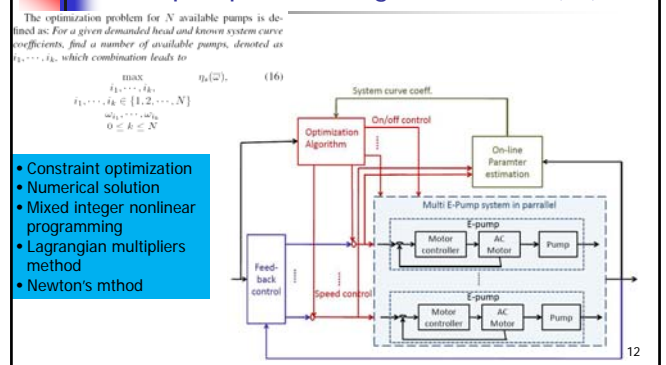 The optimization problem for N available pumps is de-
fined as: For a given demanded head and known system curve
coefficients, find a number of available pumps, denoted as
i₁, ⋯ , iₖ, which combination leads to
max ηₛ(ω̅), (16)
i₁, ⋯ , iₖ,
i₁, ⋯ , iₖ ∈ {1, 2, ⋯ , N}
ωᵢ₁, ⋯ , ωᵢₖ
0 ≤ k ≤ N
• Constraint optimization
• Numerical solution
• Mixed integer nonlinear
programming
• Lagrangian multipliers
method
• Newton's mthod
System curve coeff.
Optimization
Algorithm
On/off control
On-line
Paramter
estimation
Multi E-Pump system in parrallel
E-pump
Motor
controller
AC
Motor
Pump
Feed-
back
control
Speed control
E-pump
Motor
controller
AC
Motor
Pump
12